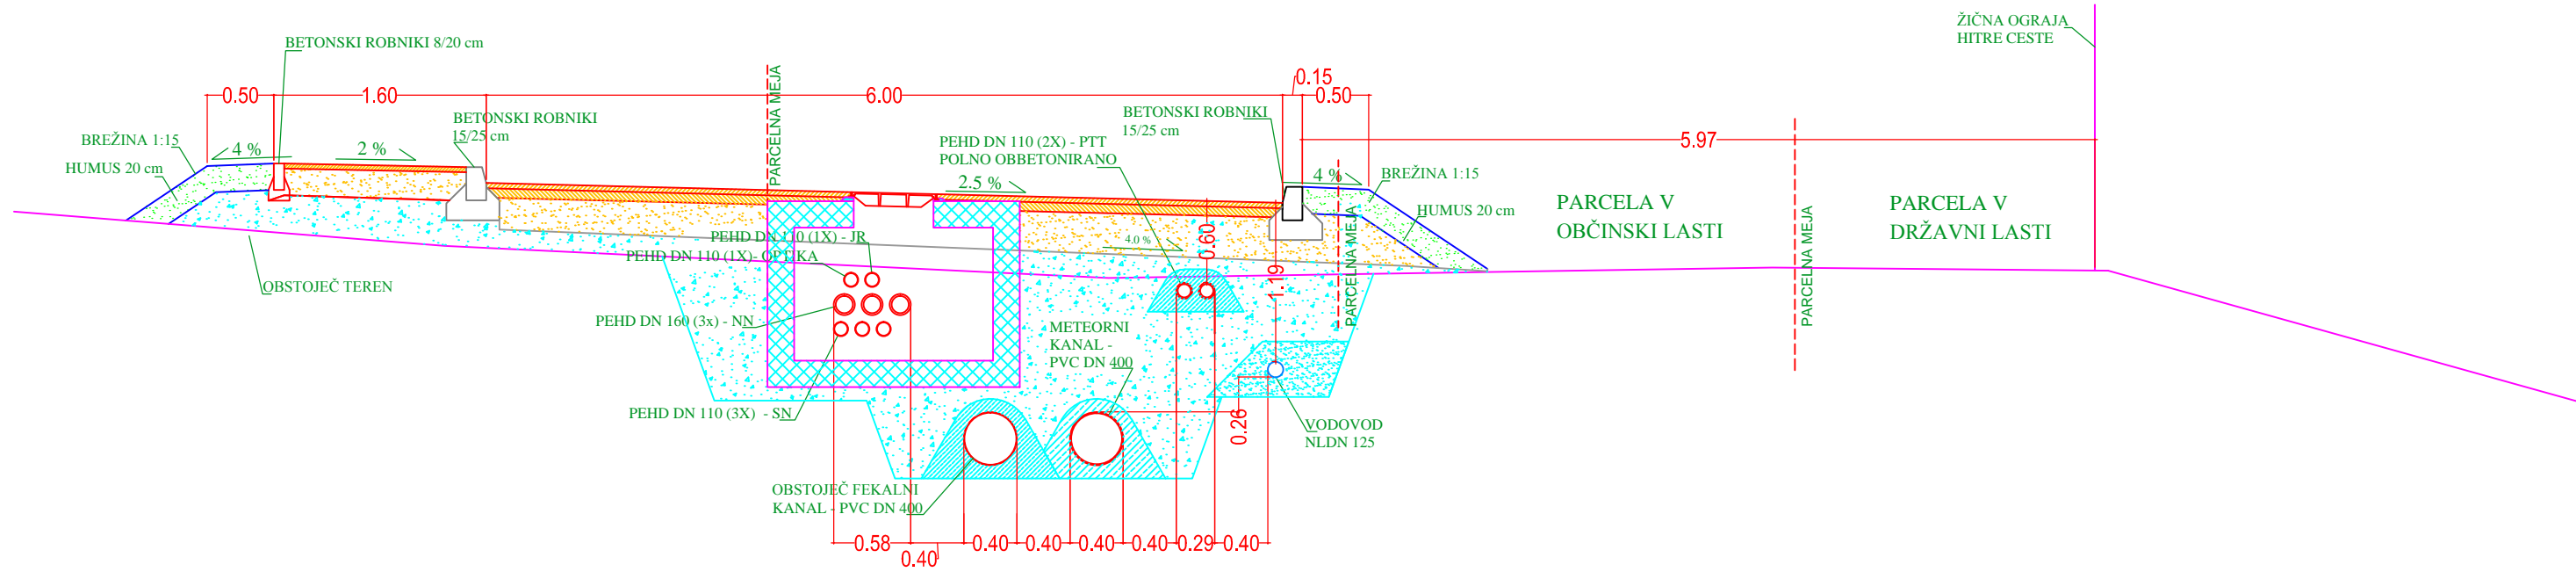 ŽIČNA OGRAJA
HITRE CESTE
BETONSKI ROBNIKI 8/20 cm
0.15
0.50
1.60
6.00
0.50
PARCELNA MEJA
BETONSKI ROBNIKI
15/25 cm
BETONSKI ROBNIKI
15/25 cm
BREŽINA 1:15
4 %
2 %
PEHD DN 110 (2X) - PTT
POLNO OBBETONIRANO
5.97
HUMUS 20 cm
2.5 %
4 %
BREŽINA 1:15
HUMUS 20 cm
PARCELA V
OBČINSKI LASTI
PARCELA V
DRŽAVNI LASTI
PEHD DN 110 (1X) - JR
4.0 %
0.60
PEHD DN 110 (1X)- OPTIKA
1.19
PARCELNA MEJA
PARCELNA MEJA
OBSTOJEČ TEREN
PEHD DN 160 (3x) - NN
METEORNI
KANAL -
PVC DN 400
PEHD DN 110 (3X)  - SN
0.26
VODOVOD
NLDN 125
OBSTOJEČ FEKALNI
KANAL - PVC DN 400
0.58
0.40
0.40
0.40
0.40
0.40
0.29
0.40